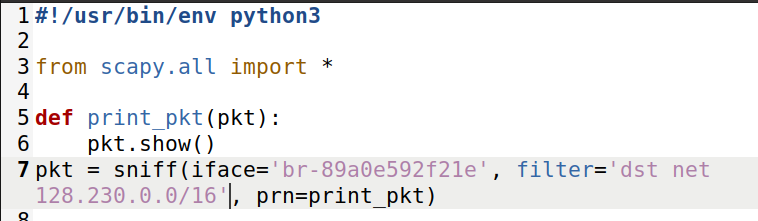 1 #!/usr/bin/env python3
2
3 from scapy.all import *
4
5 def print_pkt(pkt):
6     pkt.show()
7 pkt = sniff(iface='br-89a0e592f21e', filter='dst net
128.230.0.0/16', prn=print_pkt)
8